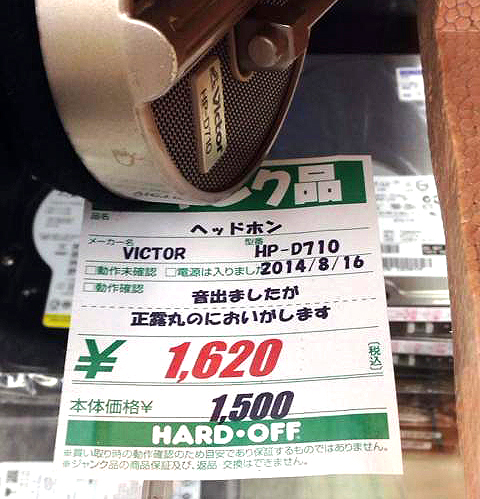 Victor
HP-D710
ジャンク品
品名
ヘッドホン
メーカー名 型番
VICTOR HP-D710
□動作未確認 □電源は入りました 2014/8/16
□動作確認
音出ましたが
正露丸のにおいがします
¥ 1,620 (税込)
本体価格¥ 1,500
HARD・OFF
※買い取り時の動作確認のため目安であり保証するものではありません。
※ジャンク品の商品保証及び、返品 交換はできません。